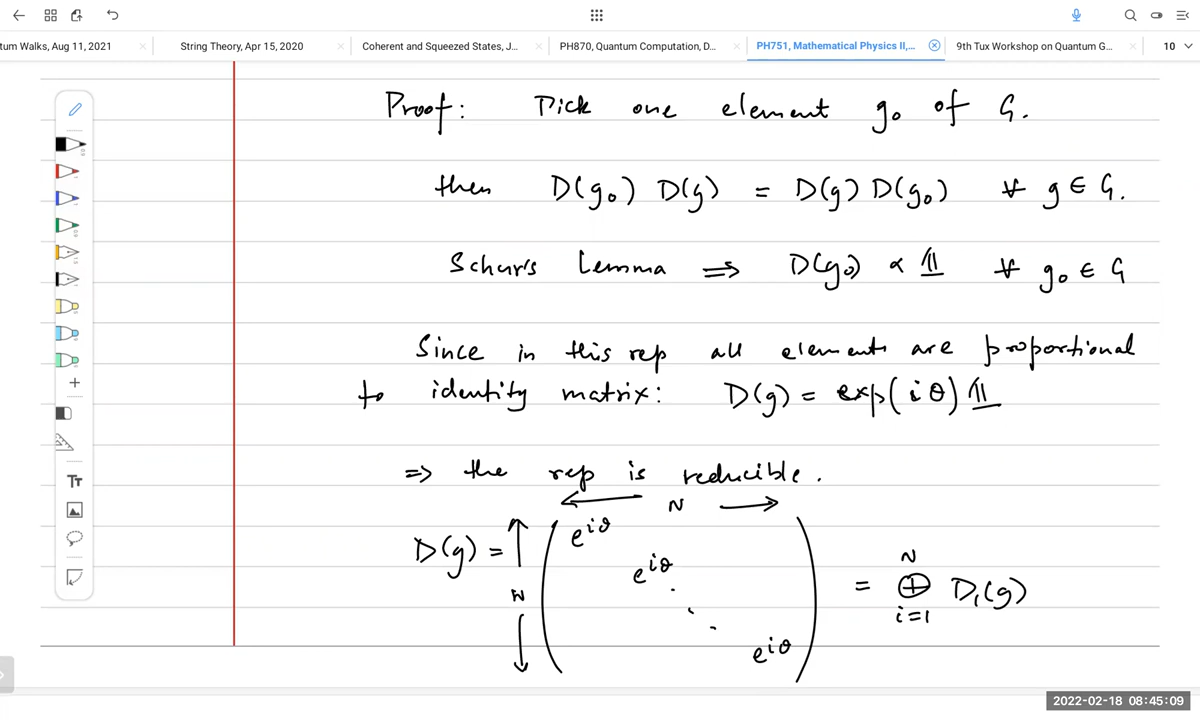 tum Walks, Aug 11, 2021
String Theory, Apr 15, 2020
Coherent and Squeezed States, J...
PH870, Quantum Computation, D...
PH751, Mathematical Physics II,...
9th Tux Workshop on Quantum G...
10
Proof: Pick one element g₀ of G.
then D(g₀) D(g) = D(g) D(g₀) ∀ g ∈ G.
Schur's Lemma ⟹ D(g₀) ∝ 𝟙 ∀ g₀ ∈ G
Since in this rep all elements are proportional
to identity matrix: D(g) = exp(iθ) 𝟙
⇒ the rep is reducible.
← N →
D(g) = ↑ N ↓ ( e^{iθ} e^{iθ} . . . e^{iθ} ) = ⊕_{i=1}^{N} D₁(g)
Tт
2022-02-18 08:45:09